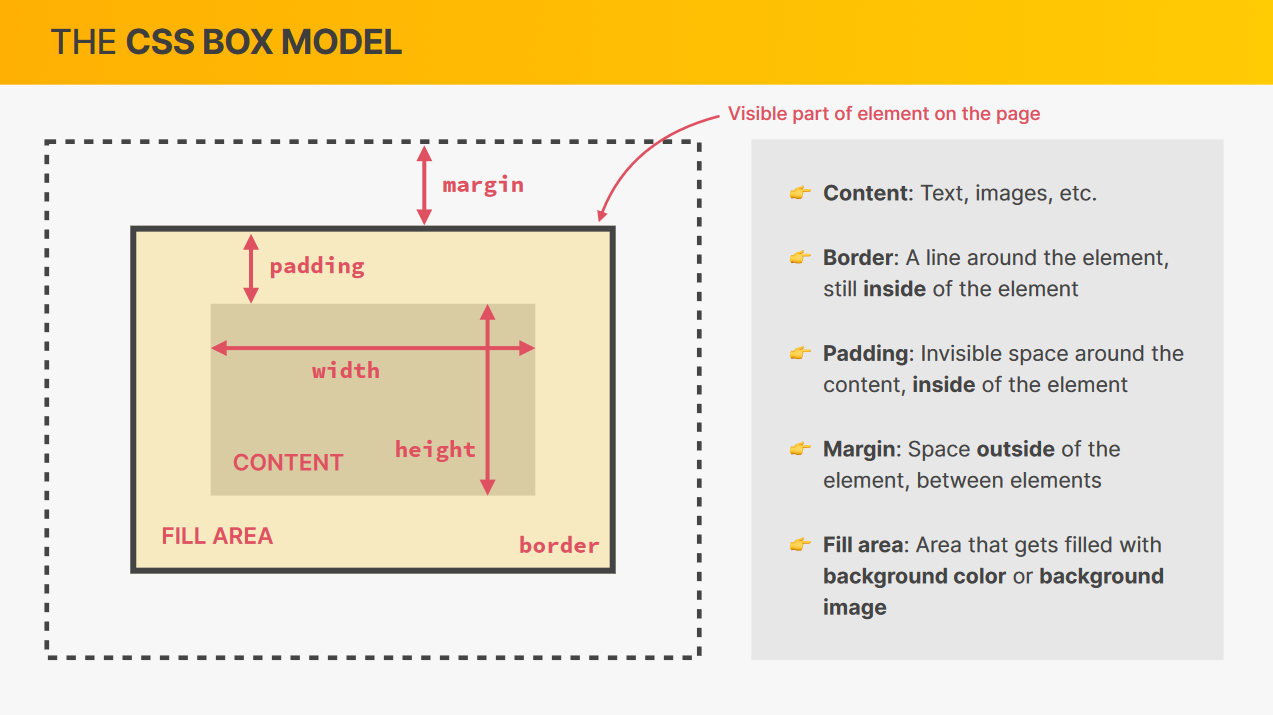 THE CSS BOX MODEL
Visible part of element on the page
margin
padding
width
height
CONTENT
FILL AREA
border
Content: Text, images, etc.
Border: A line around the element,
still inside of the element
Padding: Invisible space around the
content, inside of the element
Margin: Space outside of the
element, between elements
Fill area: Area that gets filled with
background color or background
image